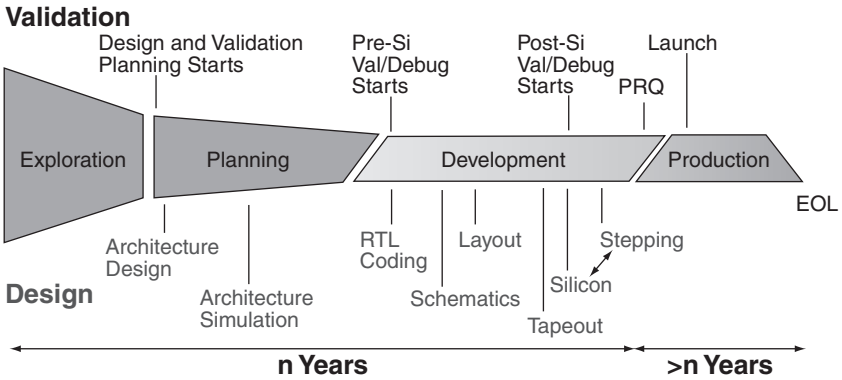 Validation
Design and Validation
Planning Starts
Pre-Si
Val/Debug
Starts
Post-Si
Val/Debug
Starts
PRQ
Launch
Exploration
Planning
Development
Production
EOL
Architecture
Design
Architecture
Simulation
RTL
Coding
Schematics
Layout
Tapeout
Silicon
Stepping
Design
n Years
>n Years